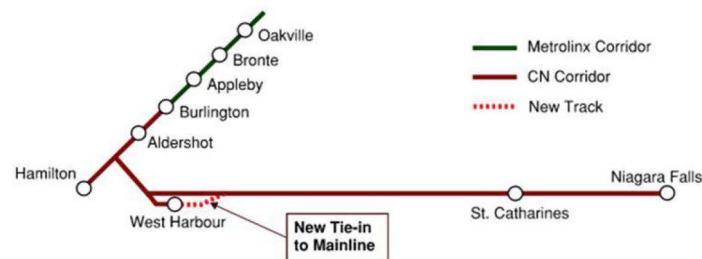 Oakville
Bronte
Appleby
Burlington
Aldershot
Hamilton
West Harbour
St. Catharines
Niagara Falls
Metrolinx Corridor
CN Corridor
New Track
New Tie-in
to Mainline